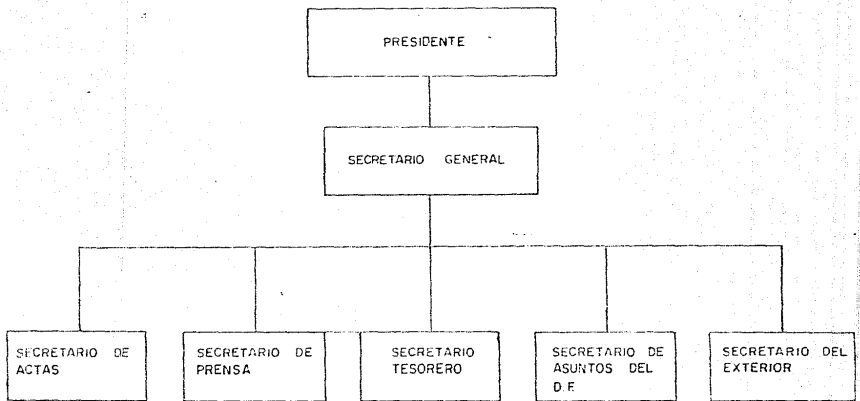 PRESIDENTE
SECRETARIO GENERAL
SECRETARIO DE
ACTAS
SECRETARIO DE
PRENSA
SECRETARIO
TESORERO
SECRETARIO DE
ASUNTOS DEL
D.F.
SECRETARIO DEL
EXTERIOR